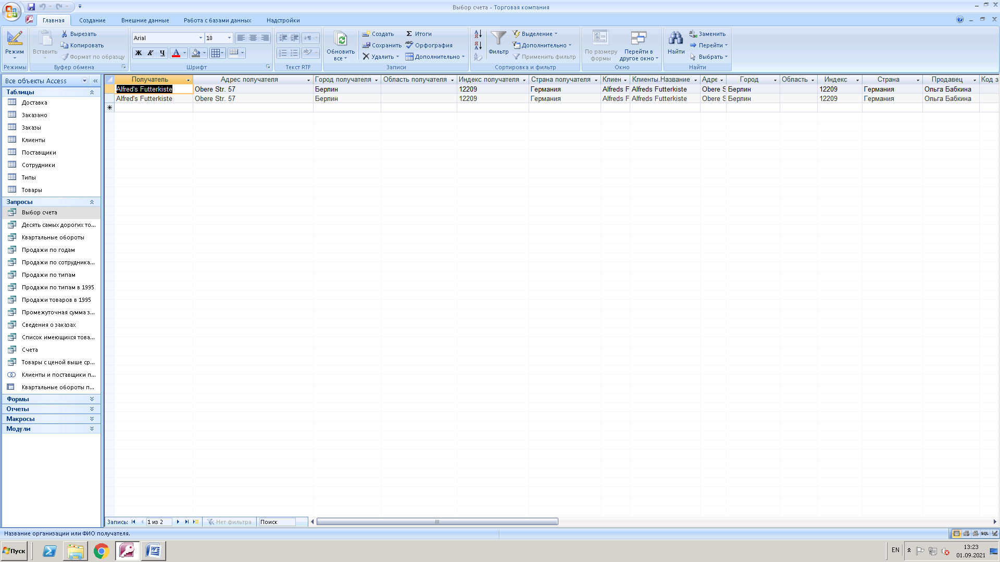 Выбор счета - Торговая компания
Главная Создание Внешние данные Работа с базами данных Надстройки
Режим
Режимы
Вставить
Вырезать
Копировать
Формат по образцу
Буфер обмена
Arial 10
Ж К Ч А
Шрифт
Текст RTF
Обновить все
Создать
Сохранить
Удалить
Итоги
Орфография
Дополнительно
Записи
Фильтр
Выделение
Дополнительно
Применить фильтр
Сортировка и фильтр
По размеру формы
Перейти в другое окно
Окно
Найти
Заменить
Перейти
Выбрать
Найти
Все объекты Access
Таблицы
Доставка
Заказано
Заказы
Клиенты
Поставщики
Сотрудники
Типы
Товары
Запросы
Выбор счета
Десять самых дорогих то...
Квартальные обороты
Продажи по годам
Продажи по сотрудника...
Продажи по типам
Продажи по типам в 1995
Продажи товаров в 1995
Промежуточная сумма з...
Сведения о заказах
Список имеющихся това...
Счета
Товары с ценой выше ср...
Клиенты и поставщики п...
Квартальные обороты п...
Формы
Отчеты
Макросы
Модули
Получатель Адрес получателя Город получателя Область получателя Индекс получателя Страна получателя Клиен Клиенты.Название Адре Город Область Индекс Страна Продавец Код з
Alfred's Futterkiste Obere Str. 57 Берлин 12209 Германия Alfreds F Alfreds Futterkiste Obere S Берлин 12209 Германия Ольга Бабкина
Alfred's Futterkiste Obere Str. 57 Берлин 12209 Германия Alfreds F Alfreds Futterkiste Obere S Берлин 12209 Германия Ольга Бабкина
Запись: 1 из 2 Нет фильтра Поиск
Название организации или ФИО получателя.
SQL
Пуск
EN
13:23
01.09.2021